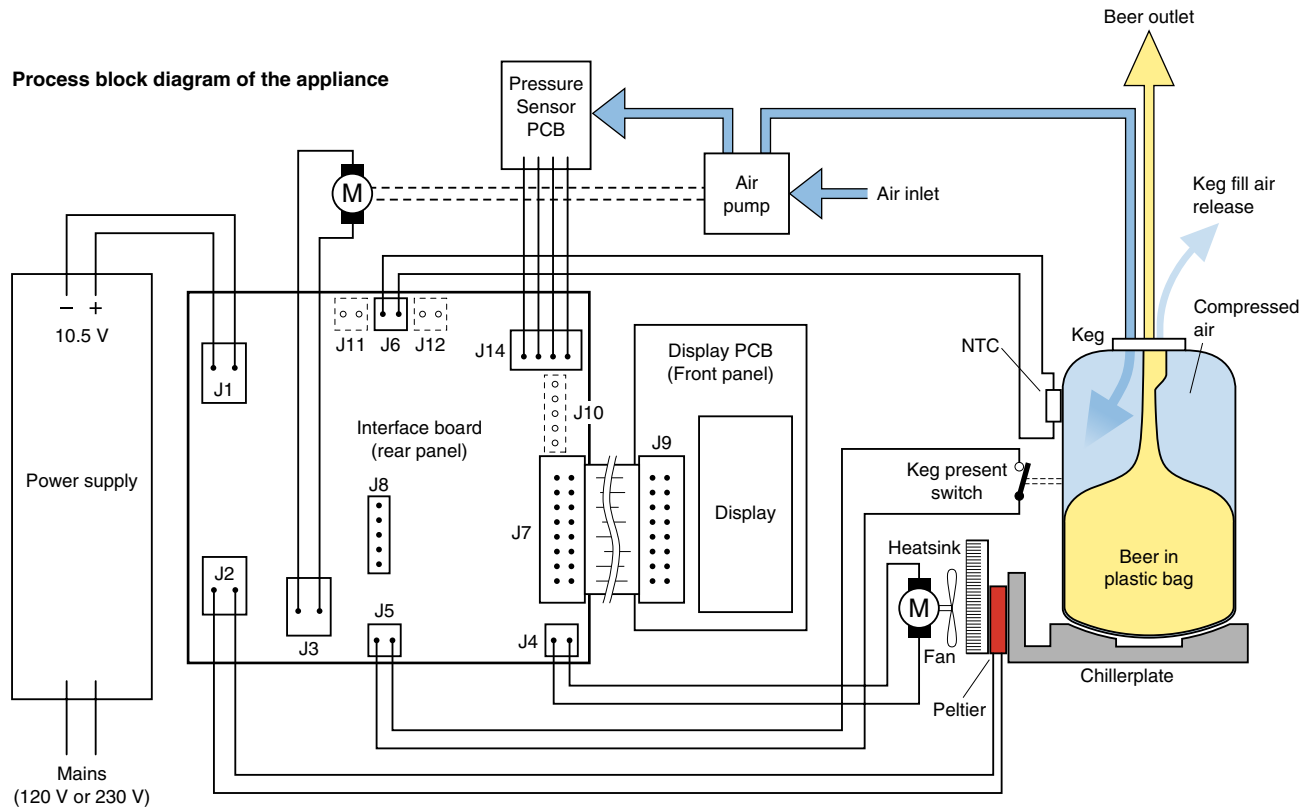 Process block diagram of the appliance
Beer outlet
Pressure
Sensor
PCB
M
Air
pump
Air inlet
Keg fill air
release
– +
10.5 V
Compressed
air
Keg
NTC
J11
J6
J12
J14
J1
Display PCB
(Front panel)
J10
Interface board
(rear panel)
J9
Power supply
Keg present
switch
J8
J7
Display
Heatsink
Beer in
plastic bag
J2
J5
J4
M
J3
Fan
Chillerplate
Peltier
Mains
(120 V or 230 V)